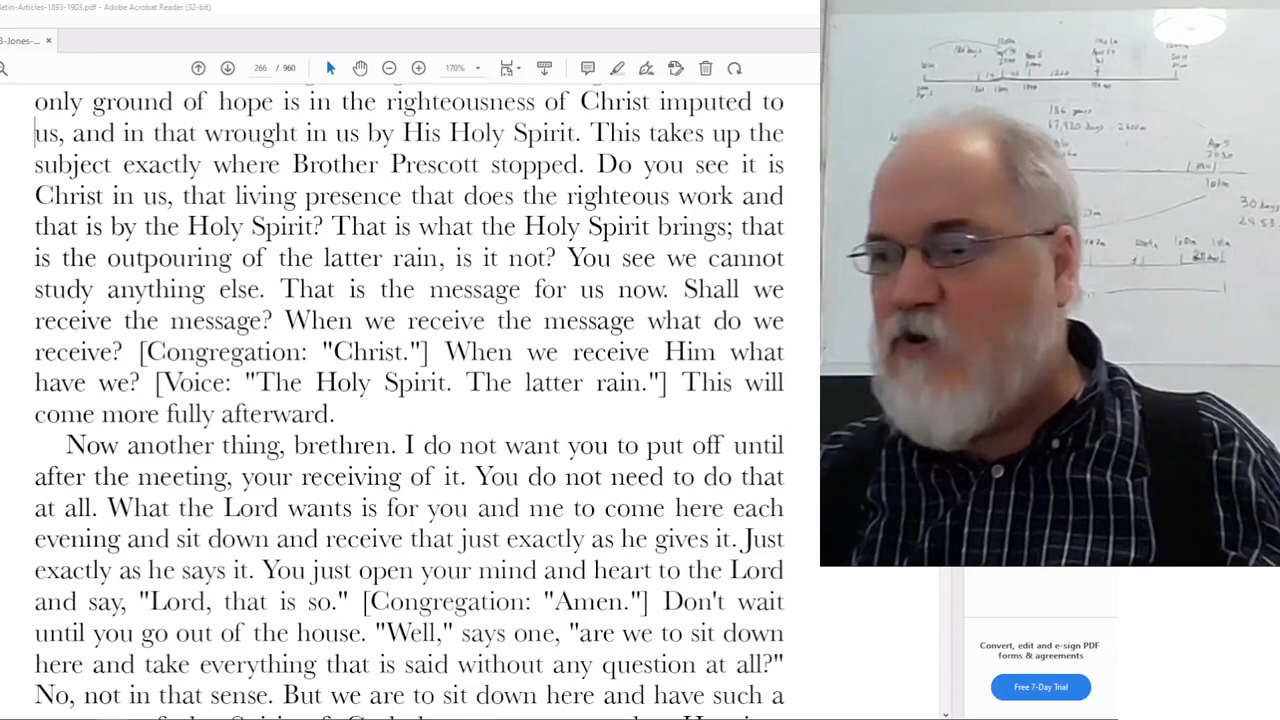 letin-Articles-1893-1903.pdf - Adobe Acrobat Reader (32-bit)
3-Jones-... ×
266 / 960
170%
only ground of hope is in the righteousness of Christ imputed to
us, and in that wrought in us by His Holy Spirit. This takes up the
subject exactly where Brother Prescott stopped. Do you see it is
Christ in us, that living presence that does the righteous work and
that is by the Holy Spirit? That is what the Holy Spirit brings; that
is the outpouring of the latter rain, is it not? You see we cannot
study anything else. That is the message for us now. Shall we
receive the message? When we receive the message what do we
receive? [Congregation: "Christ."] When we receive Him what
have we? [Voice: "The Holy Spirit. The latter rain."] This will
come more fully afterward.
Now another thing, brethren. I do not want you to put off until
after the meeting, your receiving of it. You do not need to do that
at all. What the Lord wants is for you and me to come here each
evening and sit down and receive that just exactly as he gives it. Just
exactly as he says it. You just open your mind and heart to the Lord
and say, "Lord, that is so." [Congregation: "Amen."] Don't wait
until you go out of the house. "Well," says one, "are we to sit down
here and take everything that is said without any question at all?"
No, not in that sense. But we are to sit down here and have such a
186 years
Apr 5
2030
30 days
Convert, edit and e-sign PDF
forms & agreements
Free 7-Day Trial